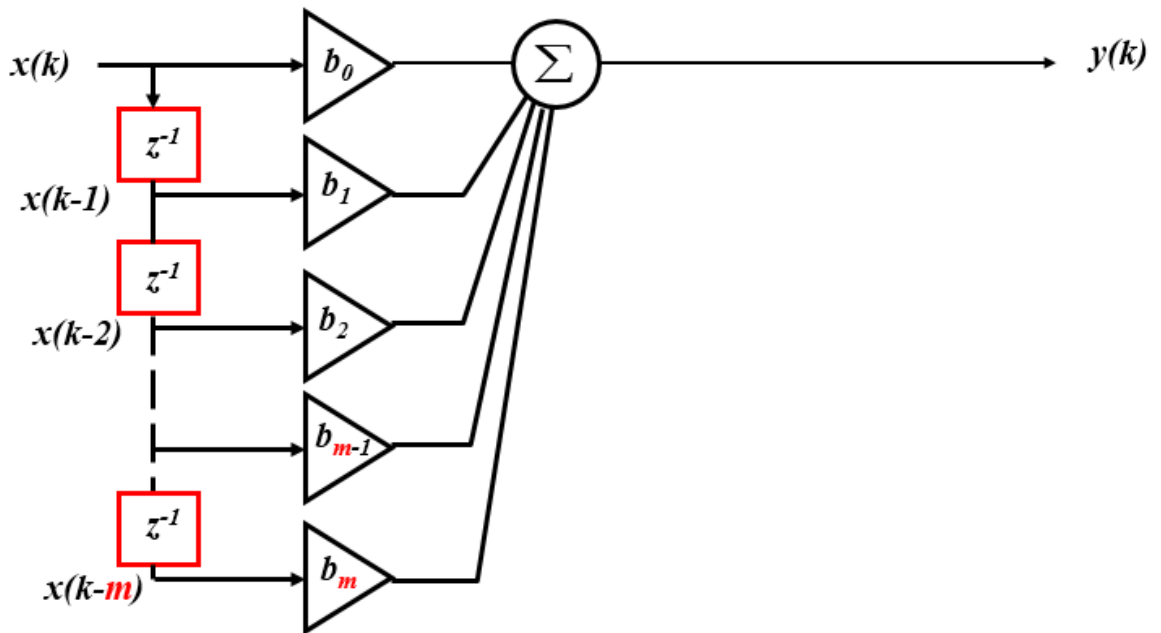 x(k) b₀ Σ y(k)
z⁻¹
x(k-1) b₁
z⁻¹
x(k-2) b₂
bₘ₋₁
z⁻¹
x(k-m) bₘ